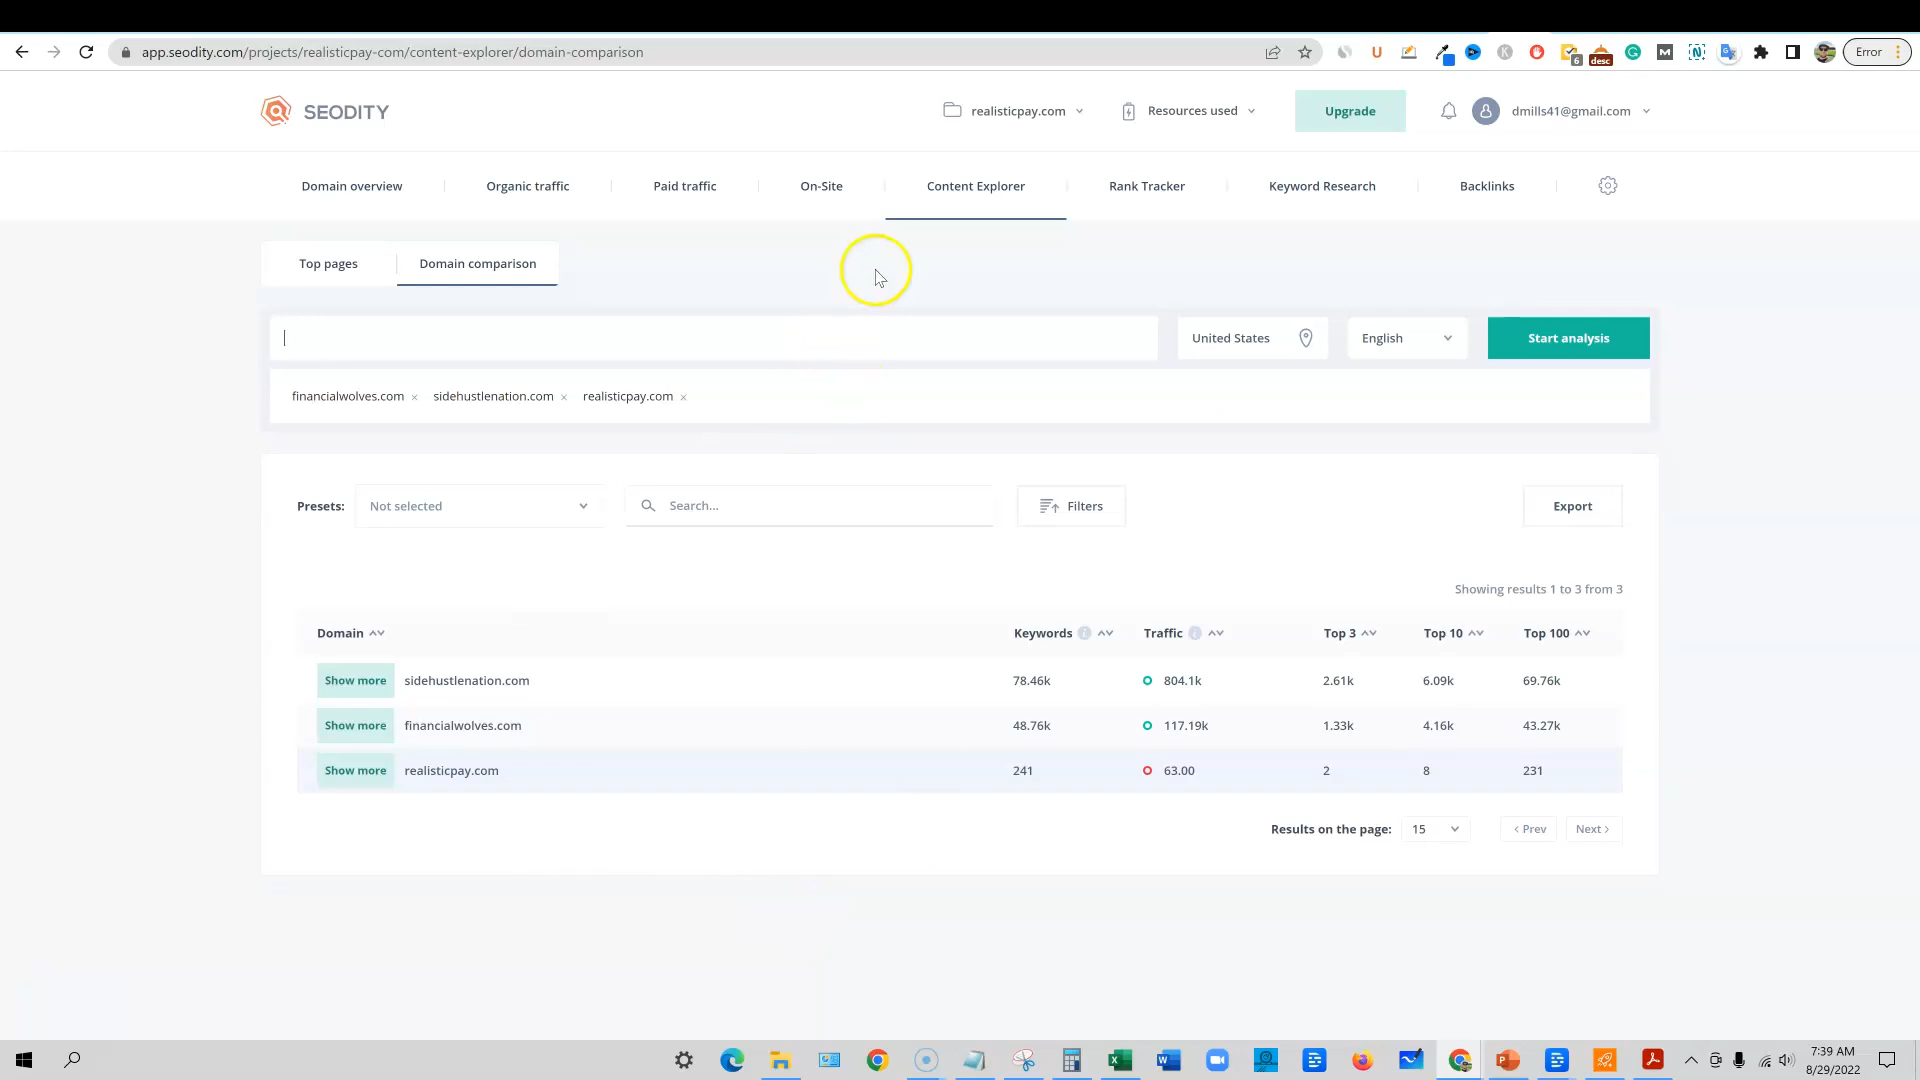 app.seodity.com/projects/realisticpay-com/content-explorer/domain-comparison
U
K
6
desc
M
N
Error
SEODITY
realisticpay.com
Resources used
Upgrade
dmills41@gmail.com
Domain overview
Organic traffic
Paid traffic
On-Site
Content Explorer
Rank Tracker
Keyword Research
Backlinks
Top pages
Domain comparison
United States
English
Start analysis
financialwolves.com ×
sidehustlenation.com ×
realisticpay.com ×
Presets:
Not selected
Search...
Filters
Export
Showing results 1 to 3 from 3
Domain Keywords Traffic Top 3 Top 10 Top 100
Show more sidehustlenation.com 78.46k 804.1k 2.61k 6.09k 69.76k
Show more financialwolves.com 48.76k 117.19k 1.33k 4.16k 43.27k
Show more realisticpay.com 241 63.00 2 8 231
Results on the page: 15 < Prev Next >
7:39 AM
8/29/2022